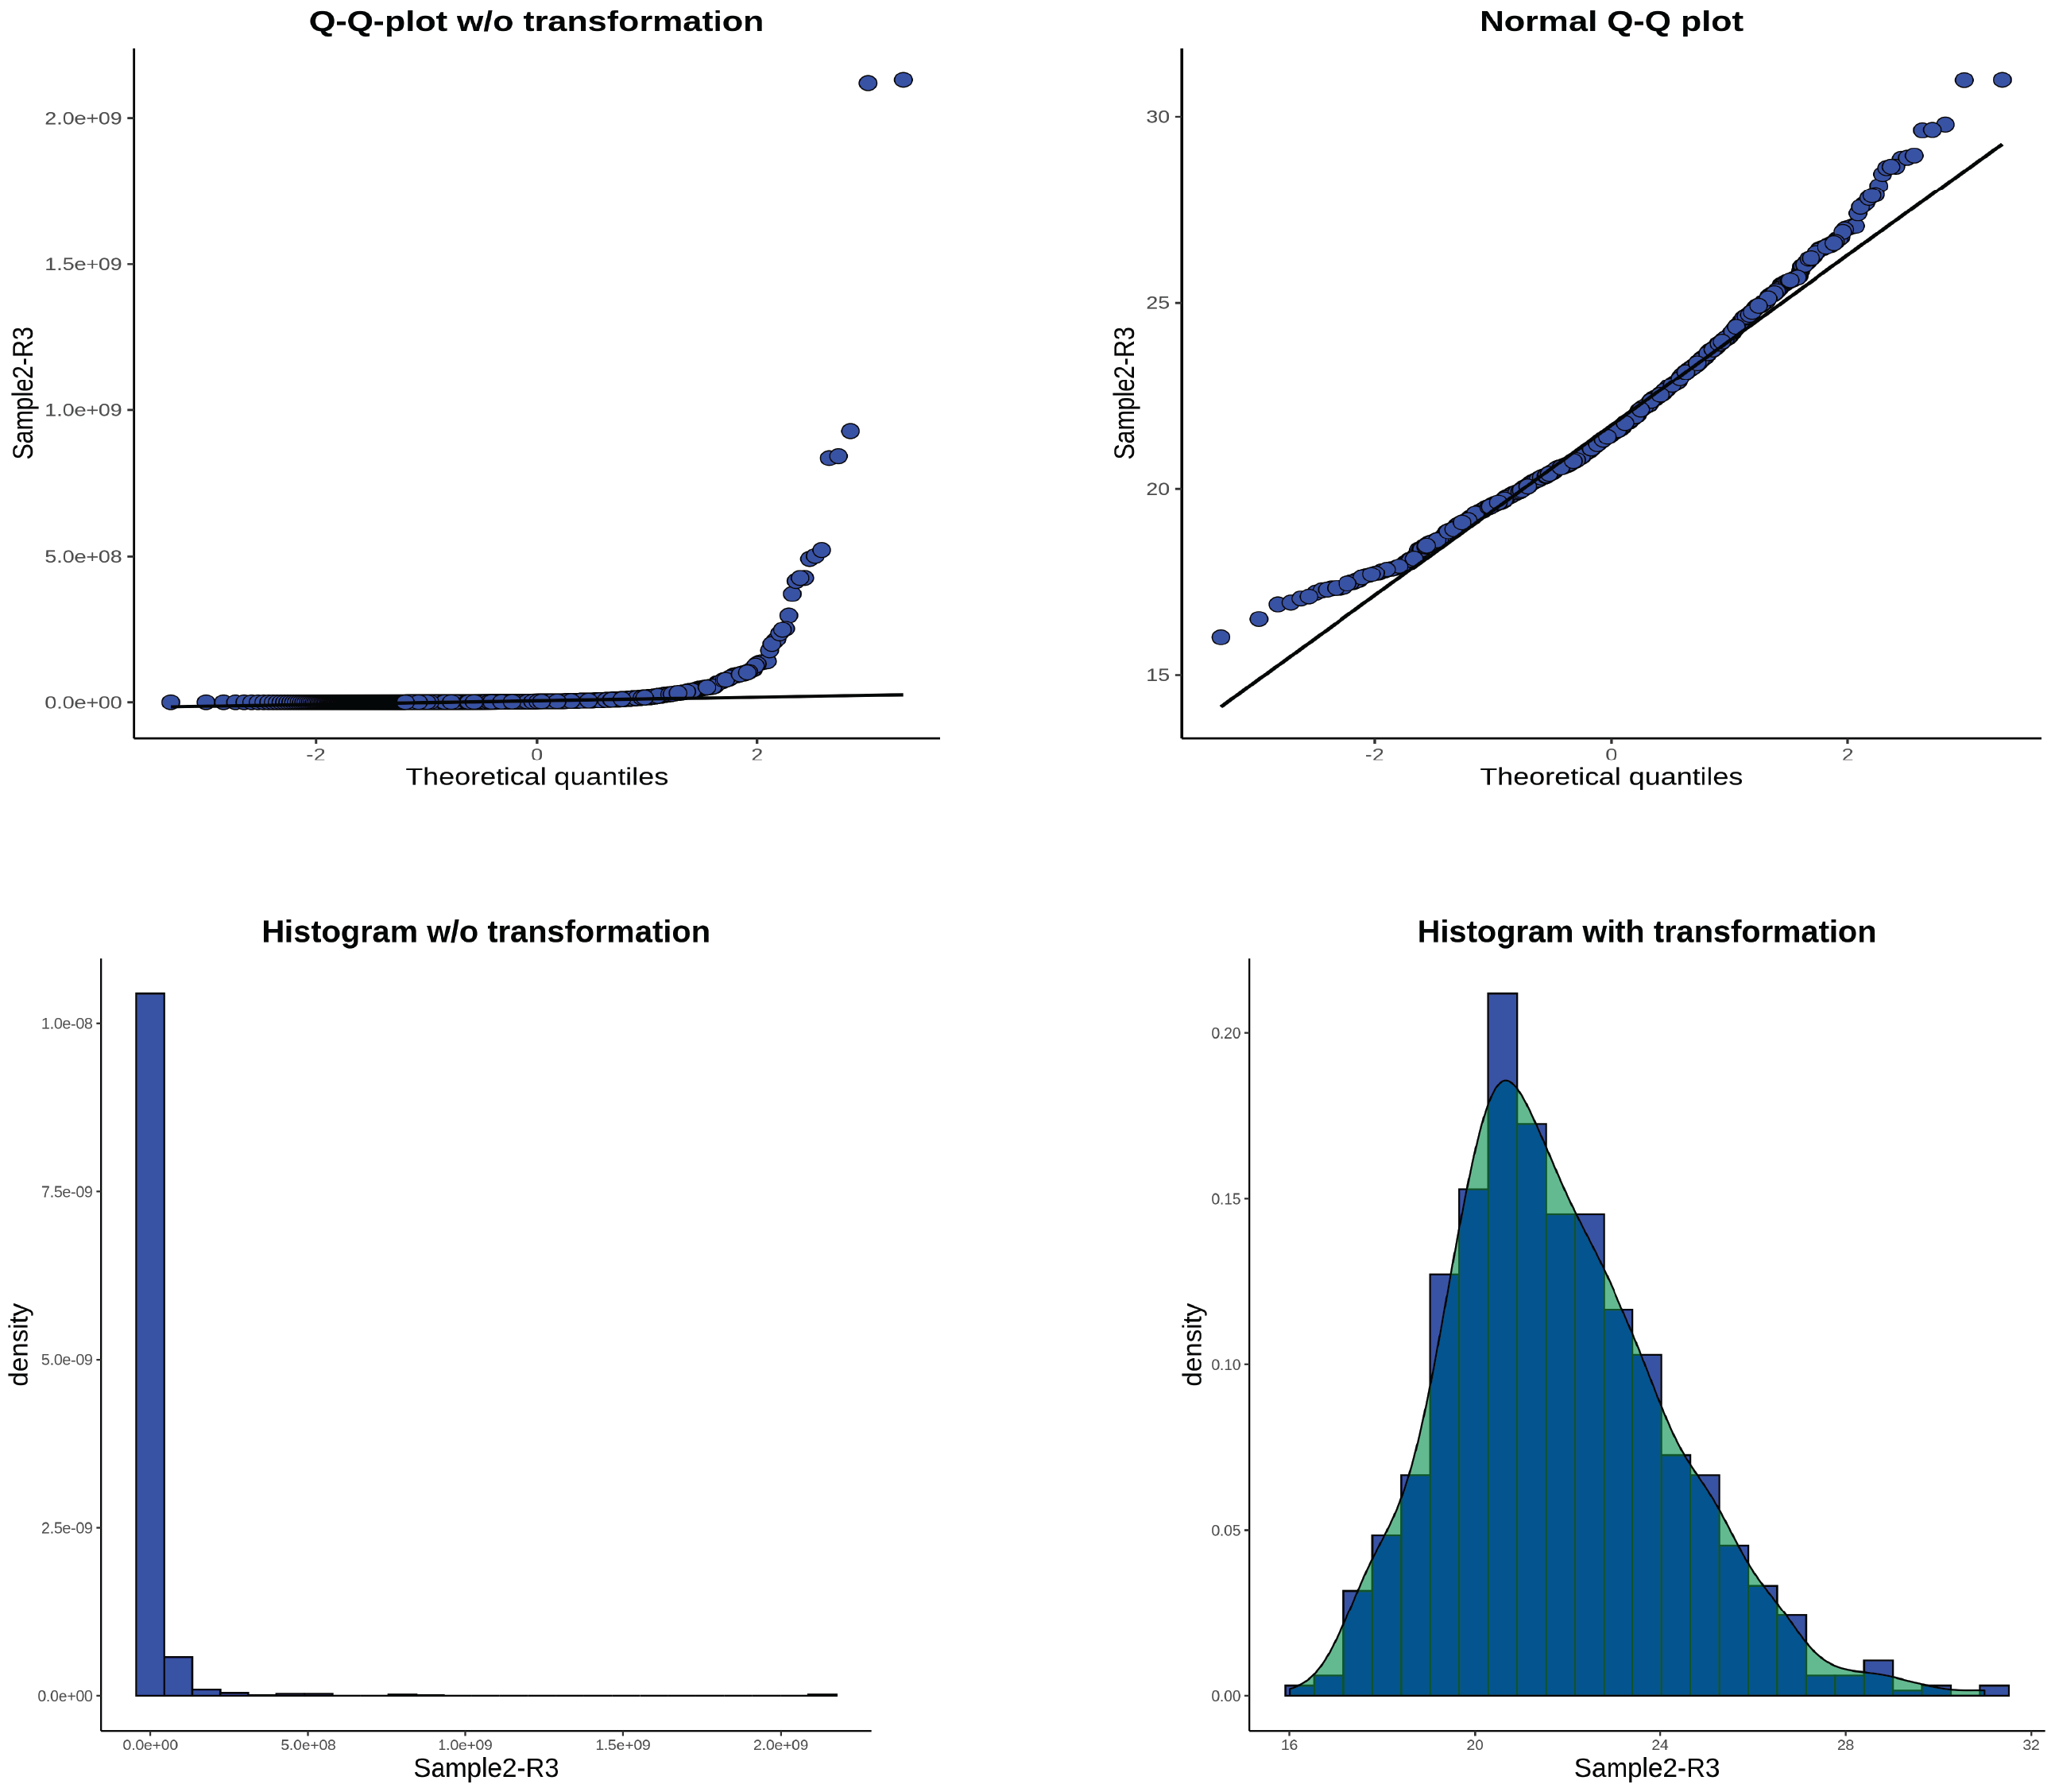 Q-Q-plot w/o transformation
2.0e+09
1.5e+09
1.0e+09
5.0e+08
0.0e+00
Sample2-R3
-2 0 2
Theoretical quantiles
Normal Q-Q plot
30
25
20
15
Sample2-R3
-2 0 2
Theoretical quantiles
Histogram w/o transformation
1.0e-08
7.5e-09
5.0e-09
2.5e-09
0.0e+00
density
0.0e+00 5.0e+08 1.0e+09 1.5e+09 2.0e+09
Sample2-R3
Histogram with transformation
0.20
0.15
0.10
0.05
0.00
density
16 20 24 28 32
Sample2-R3